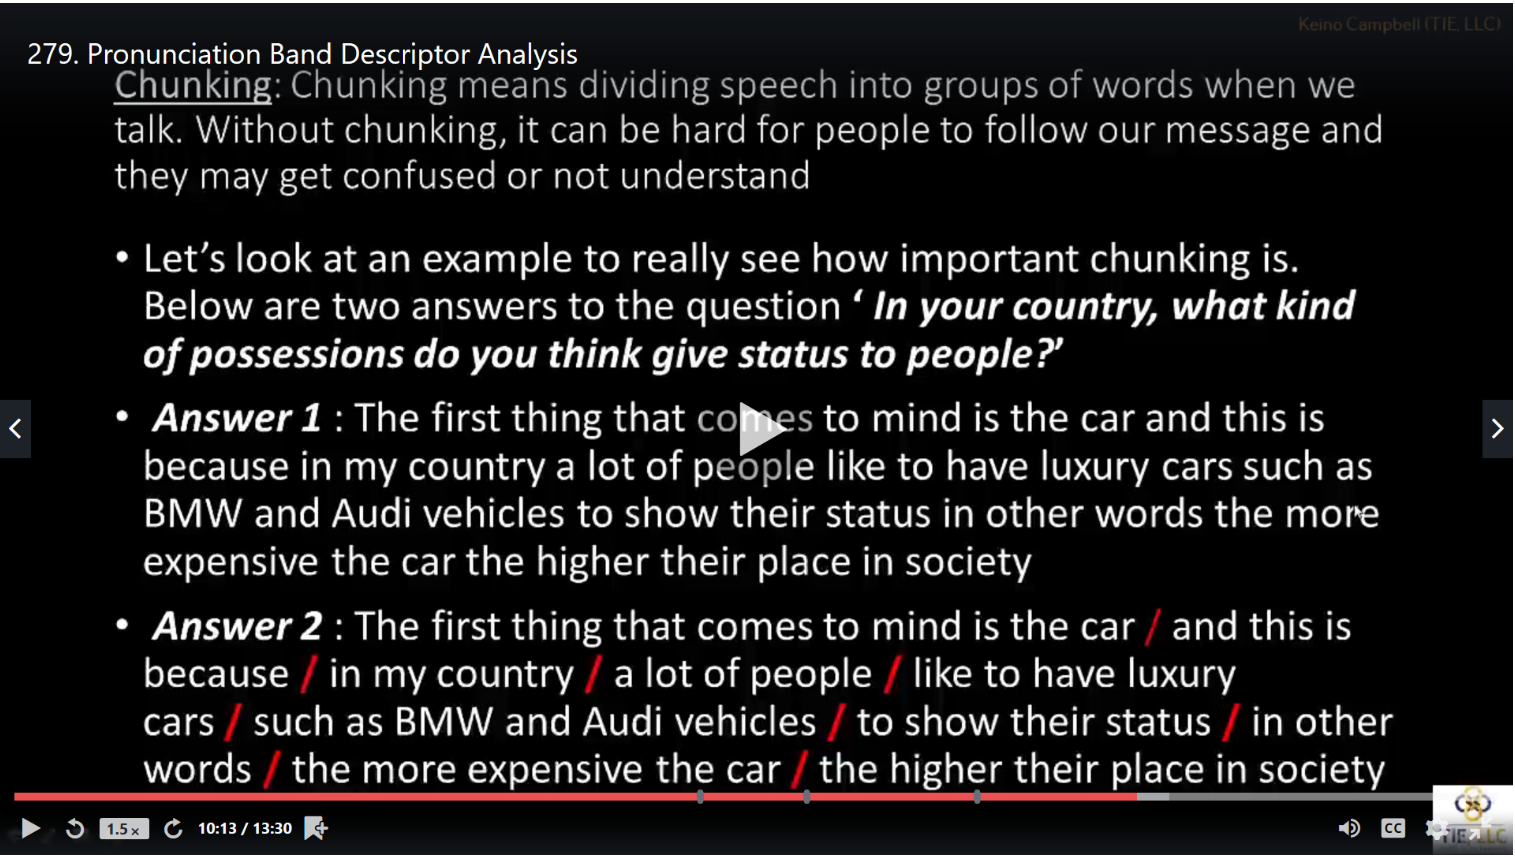 Keino Campbell (TIE, LLC)
279. Pronunciation Band Descriptor Analysis
Chunking: Chunking means dividing speech into groups of words when we
talk. Without chunking, it can be hard for people to follow our message and
they may get confused or not understand
• Let’s look at an example to really see how important chunking is.
Below are two answers to the question ‘ In your country, what kind
of possessions do you think give status to people?’
• Answer 1 : The first thing that comes to mind is the car and this is
because in my country a lot of people like to have luxury cars such as
BMW and Audi vehicles to show their status in other words the more
expensive the car the higher their place in society
• Answer 2 : The first thing that comes to mind is the car / and this is
because / in my country / a lot of people / like to have luxury
cars / such as BMW and Audi vehicles / to show their status / in other
words / the more expensive the car / the higher their place in society
1.5 x 10:13 / 13:30 CC
TIE, LLC